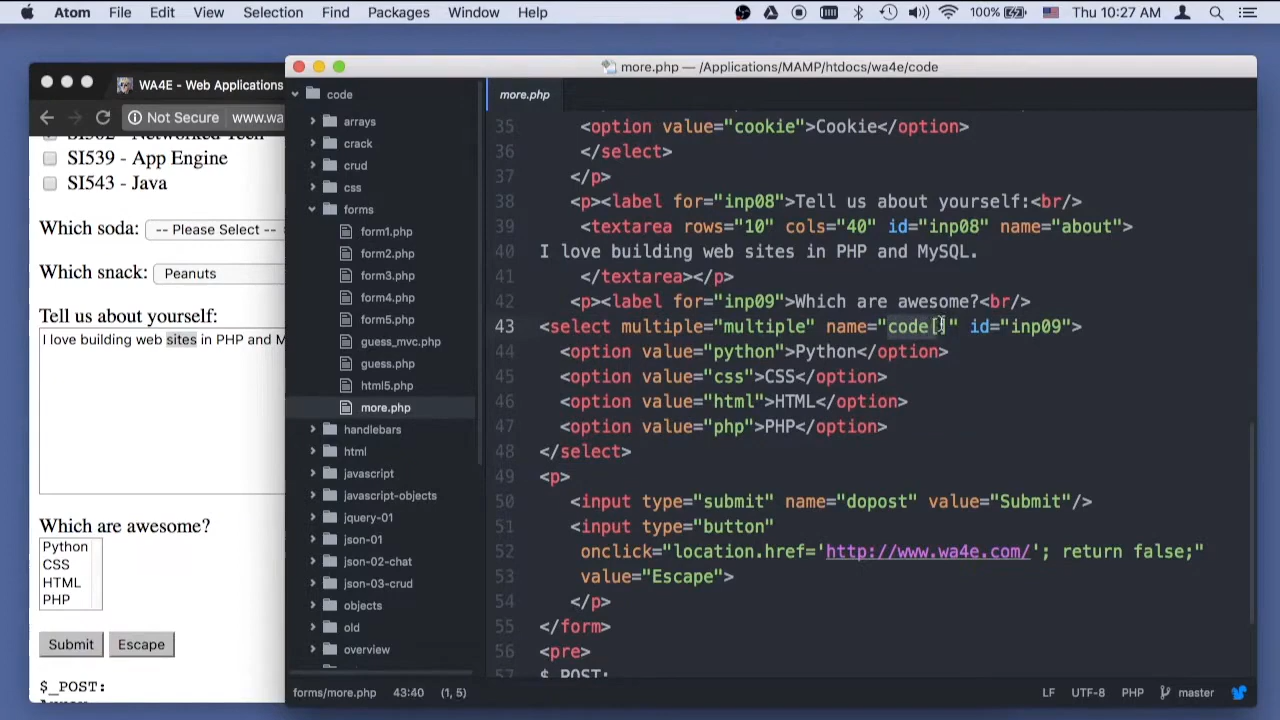 Atom File Edit View Selection Find Packages Window Help 100% Thu 10:27 AM
more.php — /Applications/MAMP/htdocs/wa4e/code
WA4E - Web Applications
Not Secure www.wa
SI539 - App Engine
SI543 - Java
Which soda: -- Please Select --
Which snack: Peanuts
Tell us about yourself:
I love building web sites in PHP and M
Which are awesome?
Python
CSS
HTML
PHP
Submit Escape
$_POST:
code
arrays
crack
crud
css
forms
form1.php
form2.php
form3.php
form4.php
form5.php
guess_mvc.php
guess.php
html5.php
more.php
handlebars
html
javascript
javascript-objects
jquery-01
json-01
json-02-chat
json-03-crud
objects
old
overview
more.php
35 <option value="cookie">Cookie</option>
36 </select>
37 </p>
38 <p><label for="inp08">Tell us about yourself:<br/>
39 <textarea rows="10" cols="40" id="inp08" name="about">
40 I love building web sites in PHP and MySQL.
41 </textarea></p>
42 <p><label for="inp09">Which are awesome?<br/>
43 <select multiple="multiple" name="code[]" id="inp09">
44 <option value="python">Python</option>
45 <option value="css">CSS</option>
46 <option value="html">HTML</option>
47 <option value="php">PHP</option>
48 </select>
49 <p>
50 <input type="submit" name="dopost" value="Submit"/>
51 <input type="button"
52 onclick="location.href='http://www.wa4e.com/'; return false;"
53 value="Escape">
54 </p>
55 </form>
56 <pre>
57 $_POST:
forms/more.php 43:40 (1, 5) LF UTF-8 PHP master